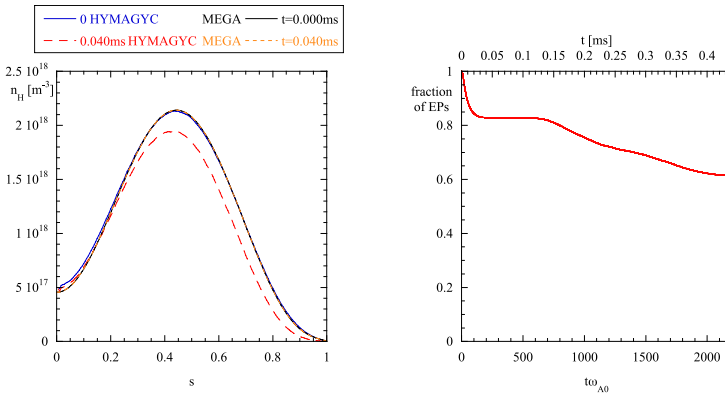 0 HYMAGYC MEGA t=0.000ms
0.040ms HYMAGYC MEGA t=0.040ms
2.5 10^18
n_H [m^-3]
2 10^18
1.5 10^18
1 10^18
5 10^17
0
0 0.2 0.4 0.6 0.8 1
s
t [ms]
0 0.05 0.1 0.15 0.2 0.25 0.3 0.35 0.4
1
fraction
of EPs
0.8
0.6
0.4
0.2
0
0 500 1000 1500 2000
tω_A0